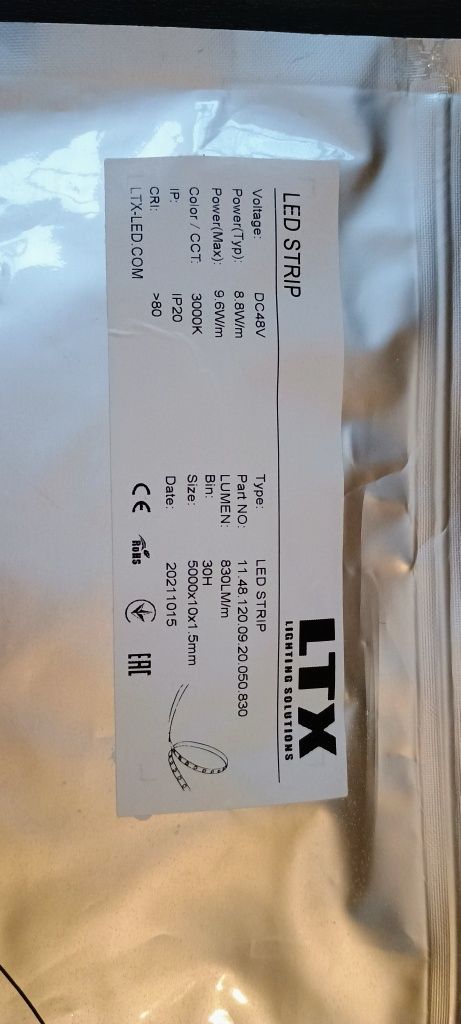 LED STRIP
LTX
LIGHTING SOLUTIONS
Voltage: DC48V
Power(Typ): 8.8W/m
Power(Max): 9.6W/m
Color / CCT: 3000K
IP: IP20
CRI: >80
LTX-LED.COM
Type: LED STRIP
Part NO: 11.48.120.09.20.050.830
LUMEN: 830LM/m
Bin: 30H
Size: 5000x10x1.5mm
Date: 20211015
CE RoHS EAC